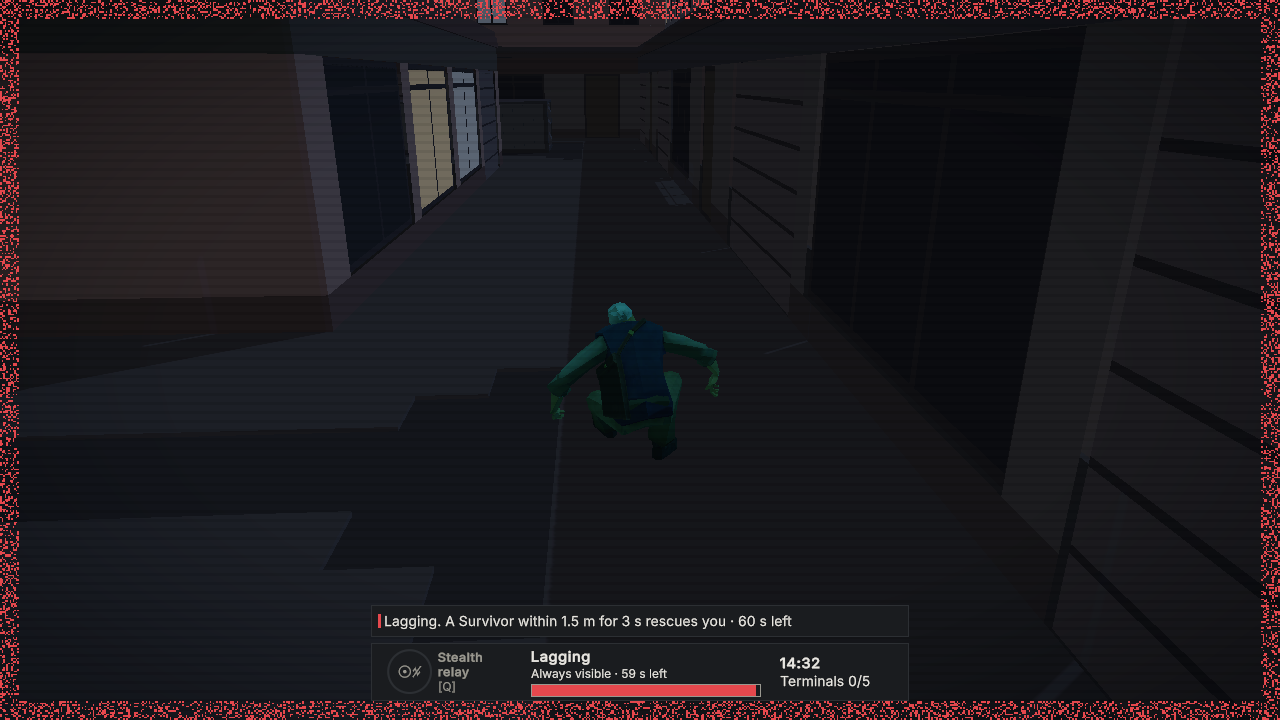 Lagging. A Survivor within 1.5 m for 3 s rescues you · 60 s left
Stealth
relay
[Q]
Lagging
Always visible · 59 s left
14:32
Terminals 0/5